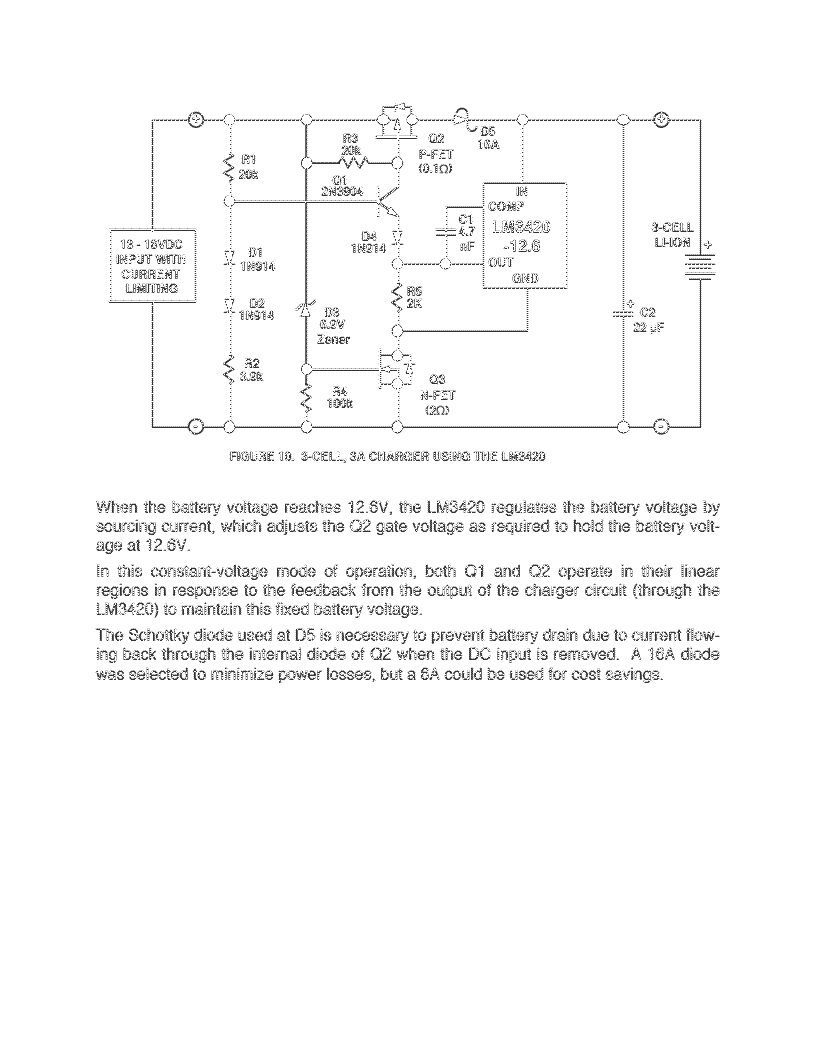 R1
20k
R3
20k
Q2
P-FET
(0.1Ω)
D5
16A
Q1
2N3904
IN
COMP
LM3420
-12.6
OUT
GND
C1
4.7
nF
3-CELL
LI-ION +
13 - 18VDC
INPUT WITH
CURRENT
LIMITING
D1
1N914
D4
1N914
D2
1N914
D3
6.2V
Zener
R5
2K
+
C2
22 µF
R2
R4
100k
Q3
N-FET
(2Ω)
FIGURE 10. 3-CELL, 3A CHARGER USING THE LM3420
When the battery voltage reaches 12.6V, the LM3420 regulates the battery voltage by
sourcing current, which adjusts the Q2 gate voltage as required to hold the battery volt-
age at 12.6V.
In this constant-voltage mode of operation, both Q1 and Q2 operate in their linear
regions in response to the feedback from the output of the charger circuit (through the
LM3420) to maintain this fixed battery voltage.
The Schottky diode used at D5 is necessary to prevent battery drain due to current flow-
ing back through the internal diode of Q2 when the DC input is removed. A 16A diode
was selected to minimize power losses, but a 6A could be used for cost savings.